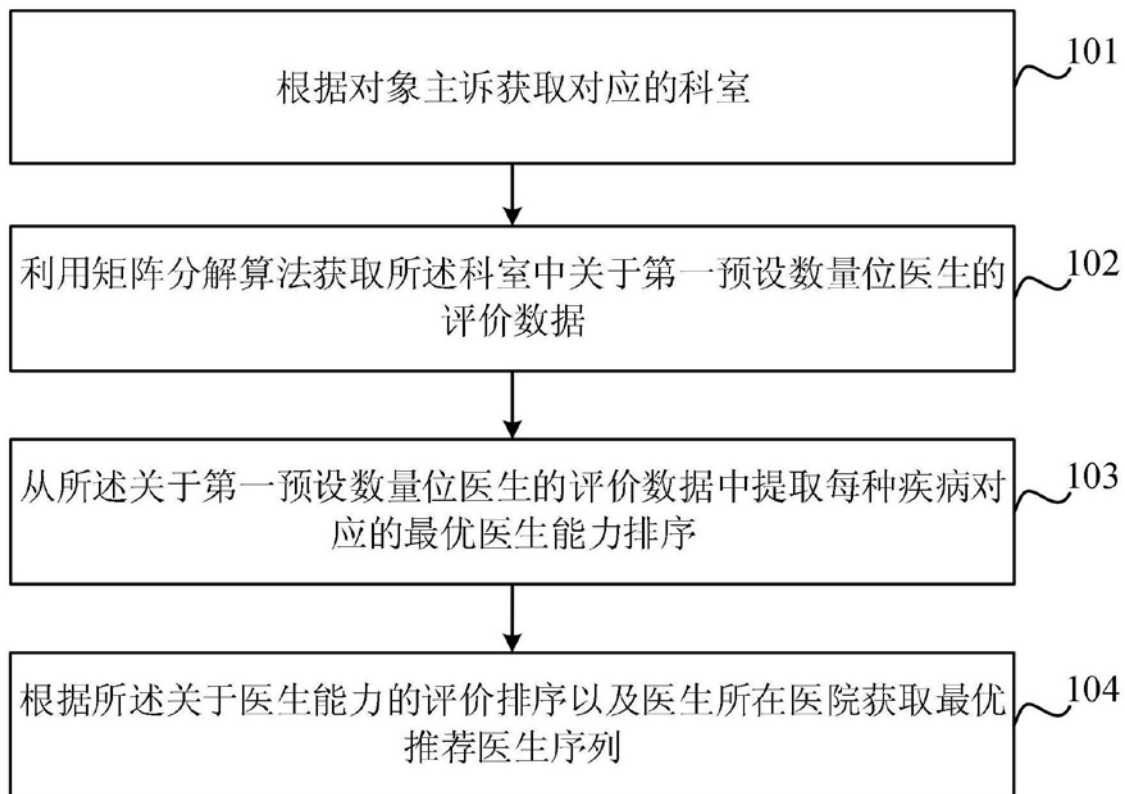 根据对象主诉获取对应的科室
101
利用矩阵分解算法获取所述科室中关于第一预设数量位医生的
评价数据
102
从所述关于第一预设数量位医生的评价数据中提取每种疾病对
应的最优医生能力排序
103
根据所述关于医生能力的评价排序以及医生所在医院获取最优
推荐医生序列
104